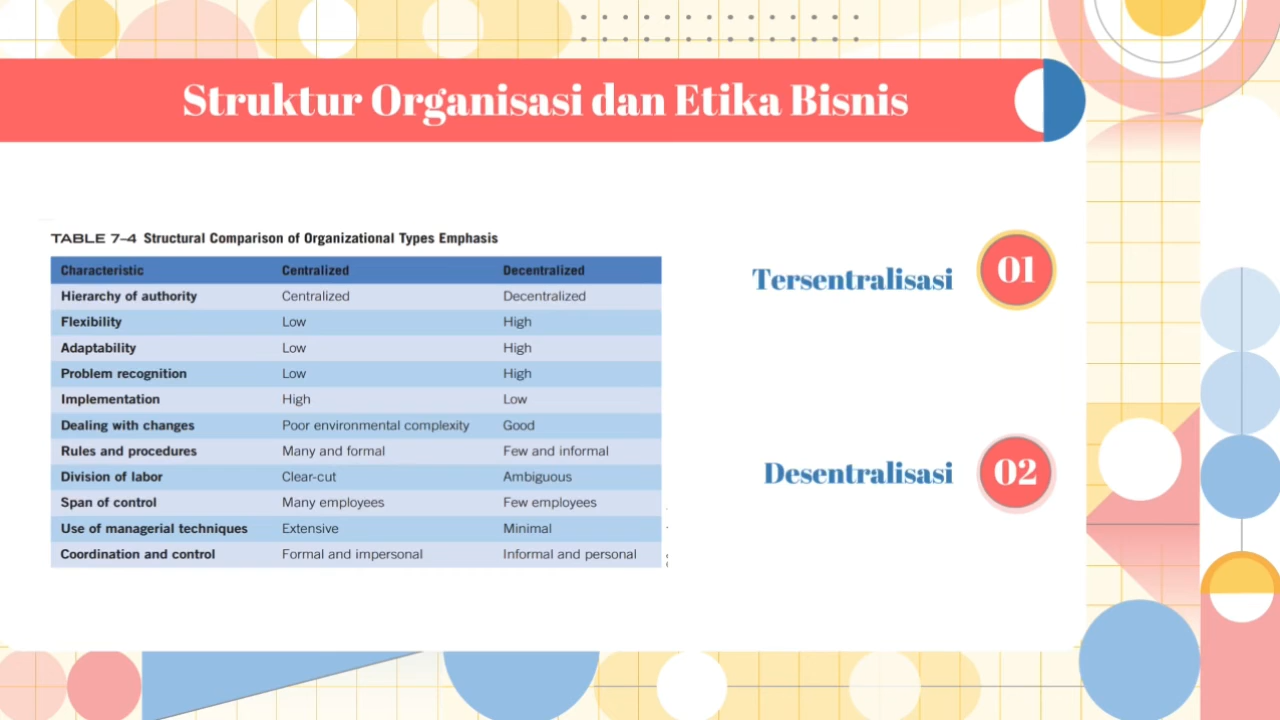 Struktur Organisasi dan Etika Bisnis
TABLE 7–4 Structural Comparison of Organizational Types Emphasis
Characteristic Centralized Decentralized
Hierarchy of authority Centralized Decentralized
Flexibility Low High
Adaptability Low High
Problem recognition Low High
Implementation High Low
Dealing with changes Poor environmental complexity Good
Rules and procedures Many and formal Few and informal
Division of labor Clear-cut Ambiguous
Span of control Many employees Few employees
Use of managerial techniques Extensive Minimal
Coordination and control Formal and impersonal Informal and personal
Tersentralisasi 01
Desentralisasi 02